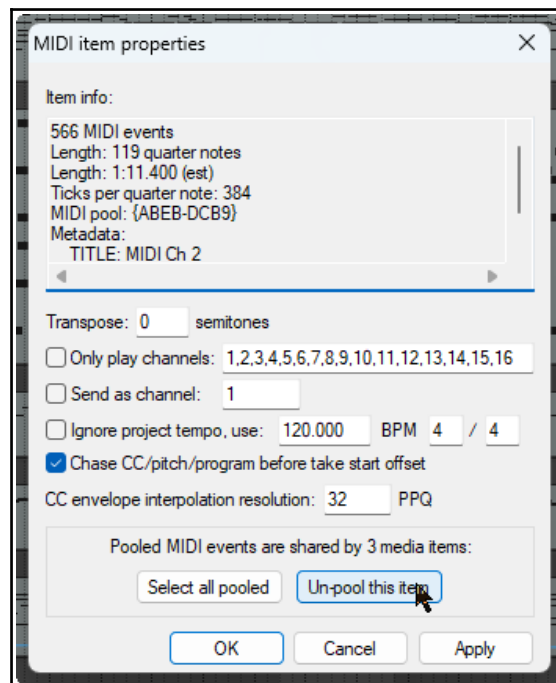 MIDI item properties
Item info:
566 MIDI events
Length: 119 quarter notes
Length: 1:11.400 (est)
Ticks per quarter note: 384
MIDI pool: {ABEB-DCB9}
Metadata:
TITLE: MIDI Ch 2
Transpose: 0 semitones
Only play channels: 1,2,3,4,5,6,7,8,9,10,11,12,13,14,15,16
Send as channel: 1
Ignore project tempo, use: 120.000 BPM 4 / 4
Chase CC/pitch/program before take start offset
CC envelope interpolation resolution: 32 PPQ
Pooled MIDI events are shared by 3 media items:
Select all pooled Un-pool this item
OK Cancel Apply